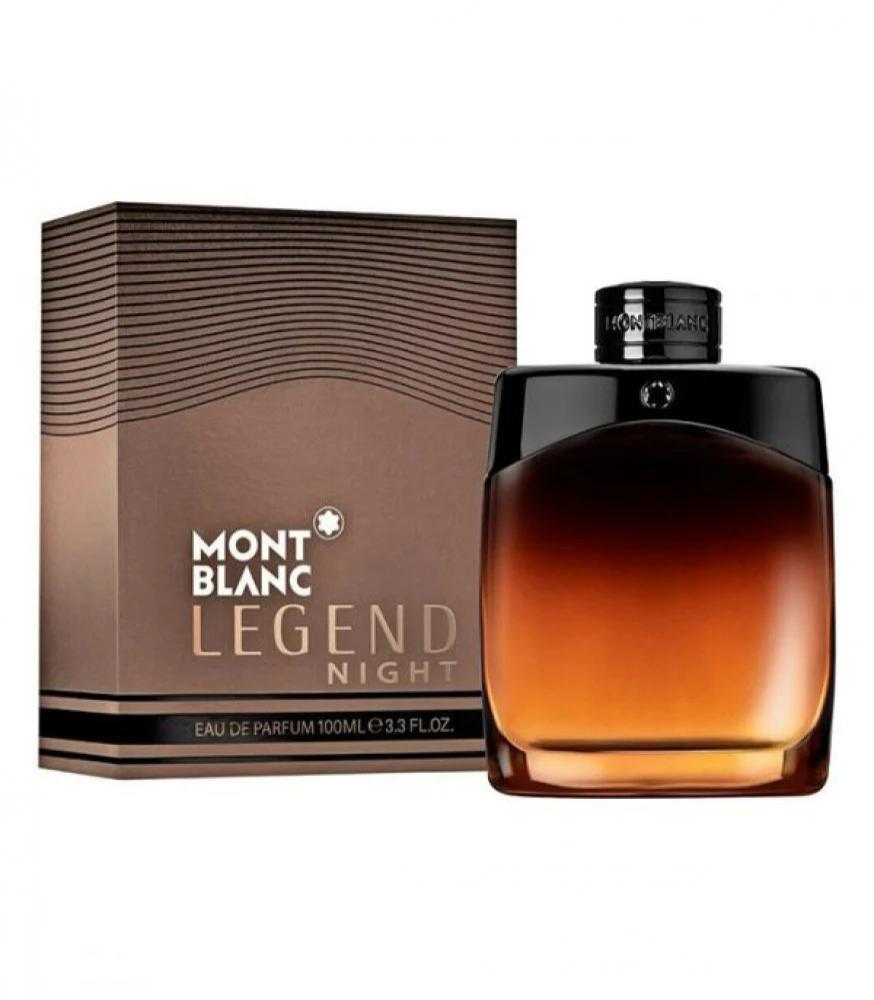 MONT
BLANC
LEGEND
NIGHT
EAU DE PARFUM 100ML ℮ 3.3 FL.OZ.
MONTBLANC